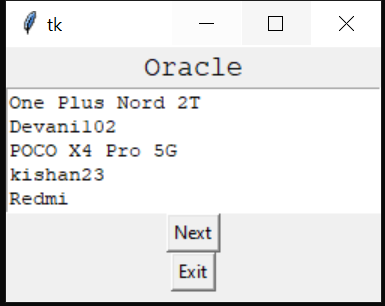 tk
Oracle
One Plus Nord 2T
Devani102
POCO X4 Pro 5G
kishan23
Redmi
Next
Exit